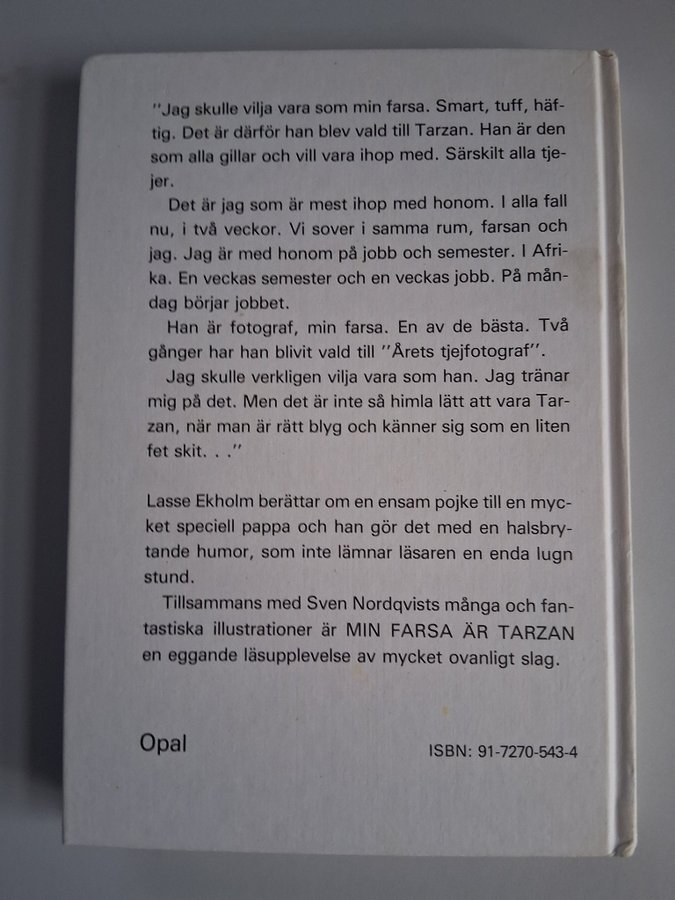 "Jag skulle vilja vara som min farsa. Smart, tuff, häf-
tig. Det är därför han blev vald till Tarzan. Han är den
som alla gillar och vill vara ihop med. Särskilt alla tje-
jer.
Det är jag som är mest ihop med honom. I alla fall
nu, i två veckor. Vi sover i samma rum, farsan och
jag. Jag är med honom på jobb och semester. I Afri-
ka. En veckas semester och en veckas jobb. På mån-
dag börjar jobbet.
Han är fotograf, min farsa. En av de bästa. Två
gånger har han blivit vald till "Årets tjejfotograf".
Jag skulle verkligen vilja vara som han. Jag tränar
mig på det. Men det är inte så himla lätt att vara Tar-
zan, när man är rätt blyg och känner sig som en liten
fet skit. . ."
Lasse Ekholm berättar om en ensam pojke till en myc-
ket speciell pappa och han gör det med en halsbry-
tande humor, som inte lämnar läsaren en enda lugn
stund.
Tillsammans med Sven Nordqvists många och fan-
tastiska illustrationer är MIN FARSA ÄR TARZAN
en eggande läsupplevelse av mycket ovanligt slag.
Opal
ISBN: 91-7270-543-4